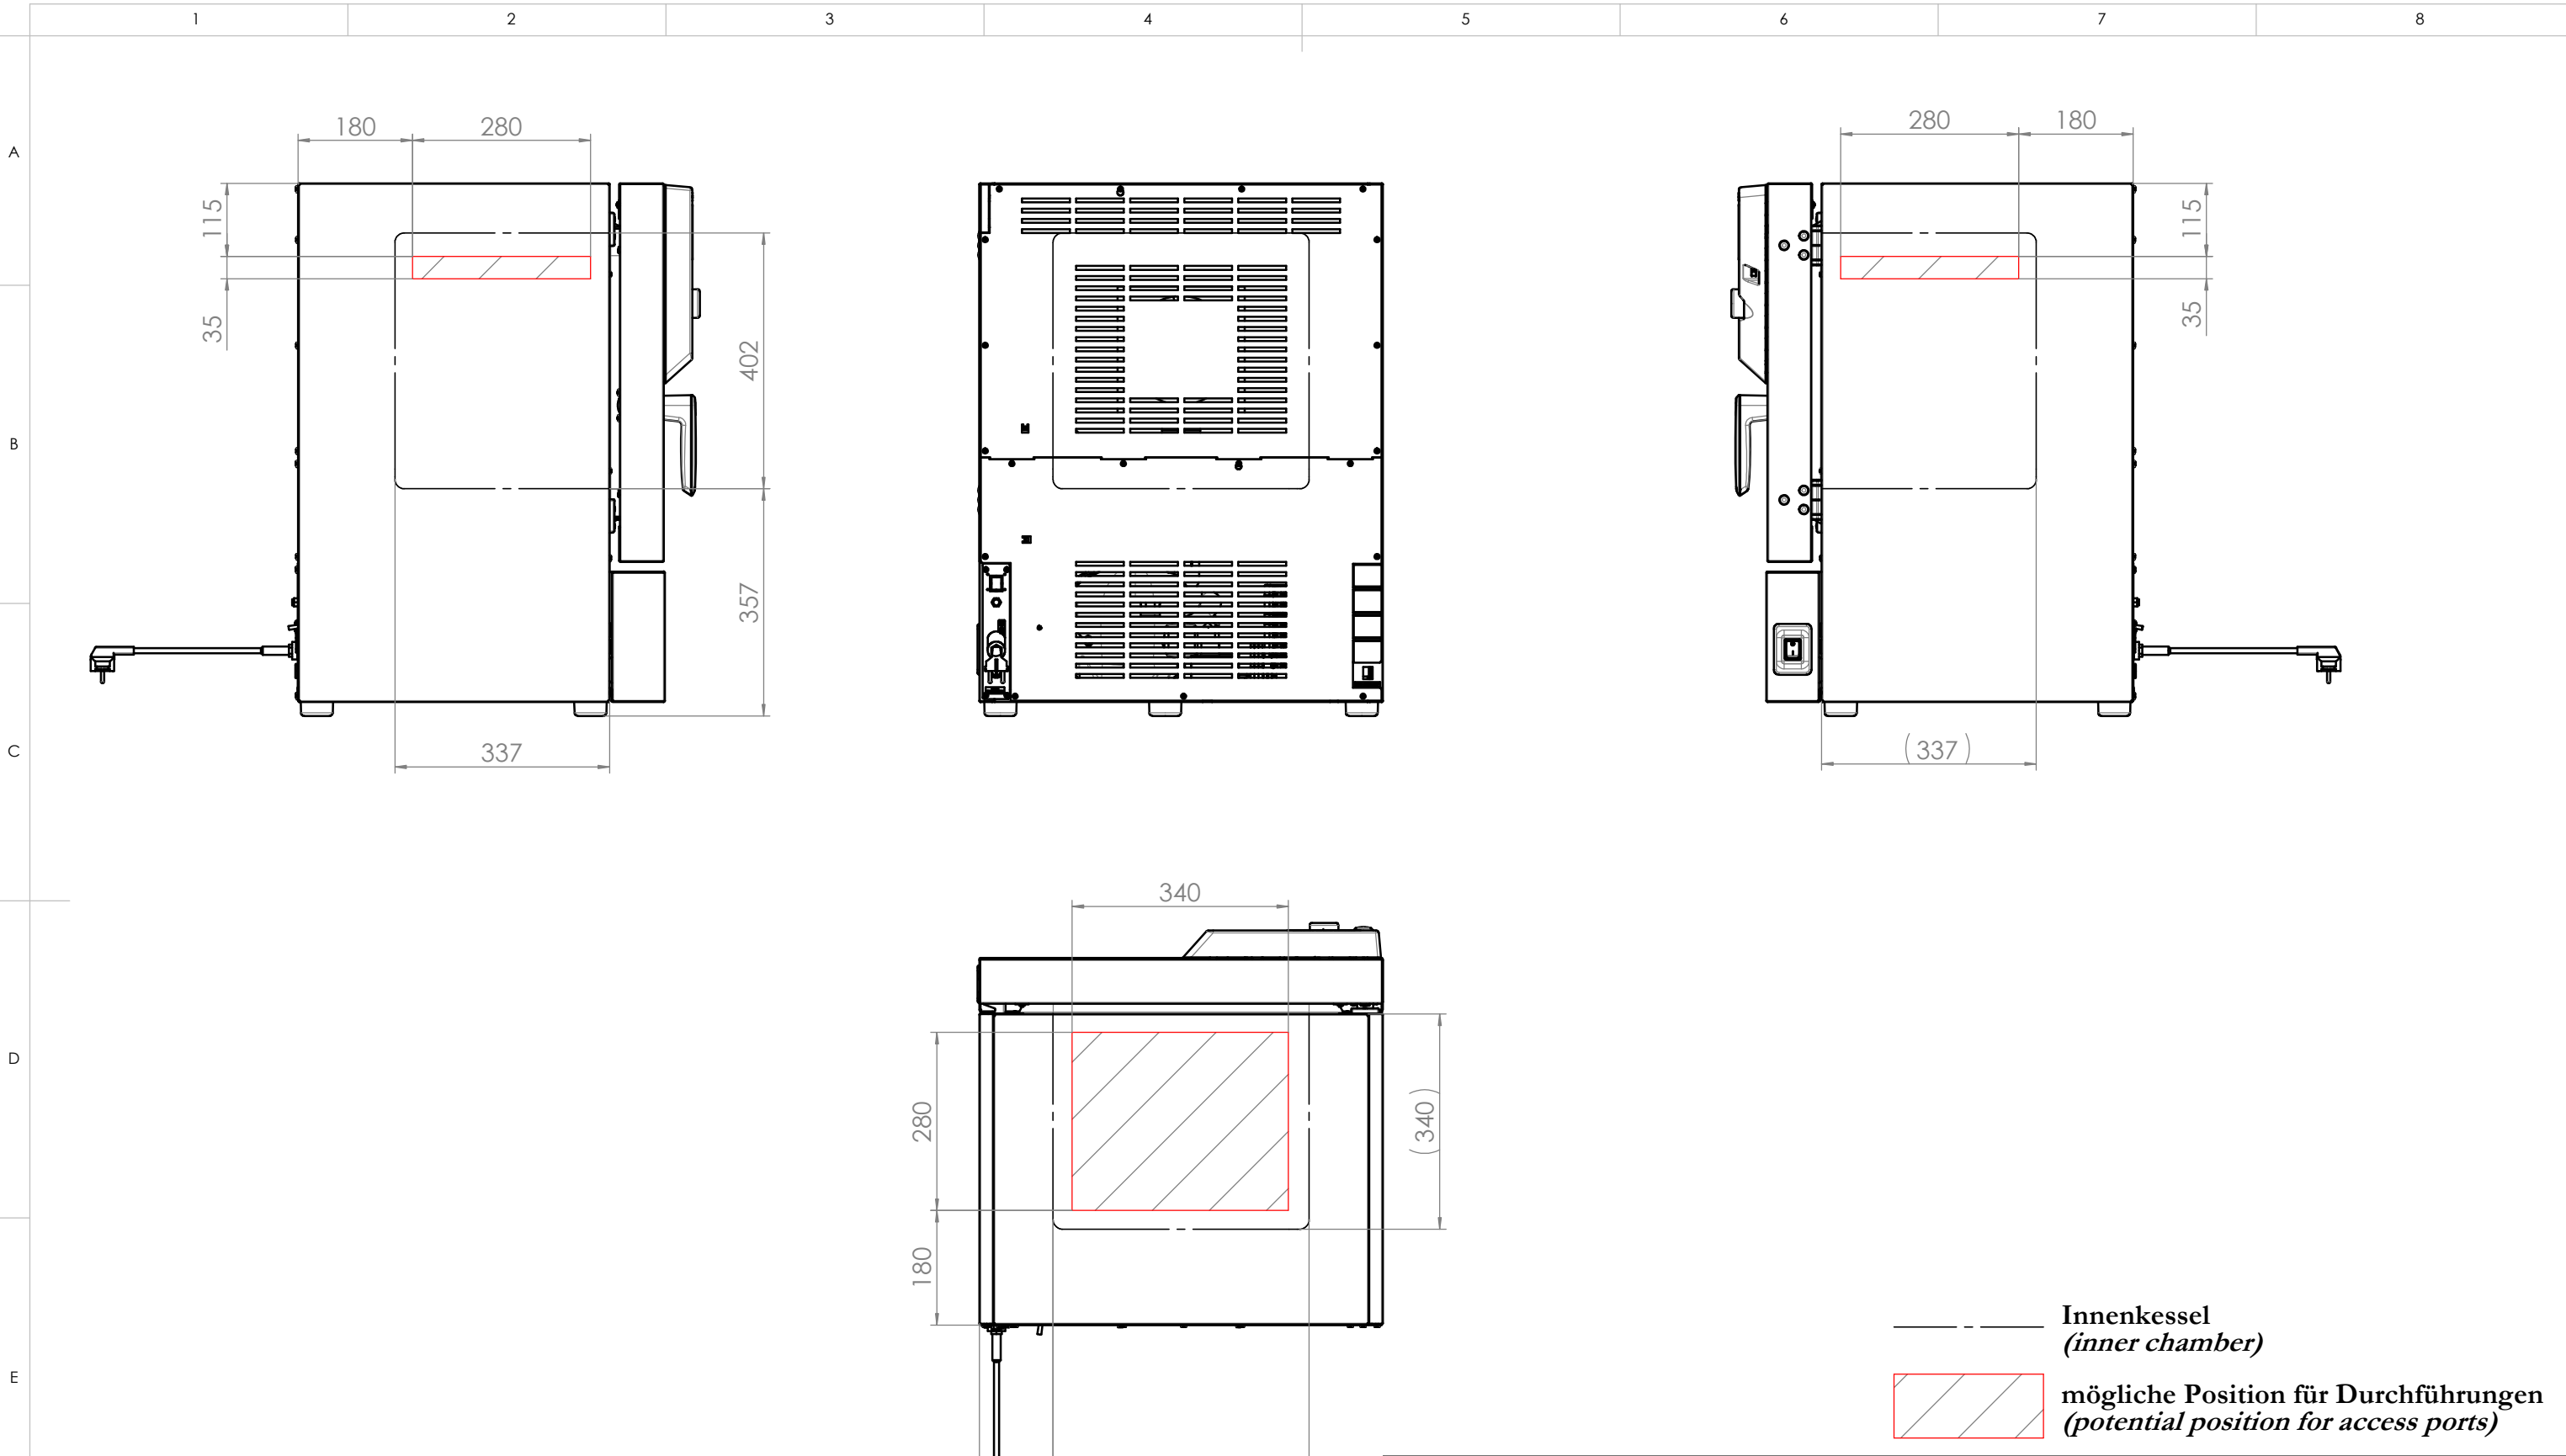 1 2 3 4 5 6 7 8
A
180 280
280 180
115
115
35
35
B
402
357
C
337
(337)
340
D
280
(340)
180
Innenkessel
(inner chamber)
E
mögliche Position für Durchführungen
(potential position for access ports)